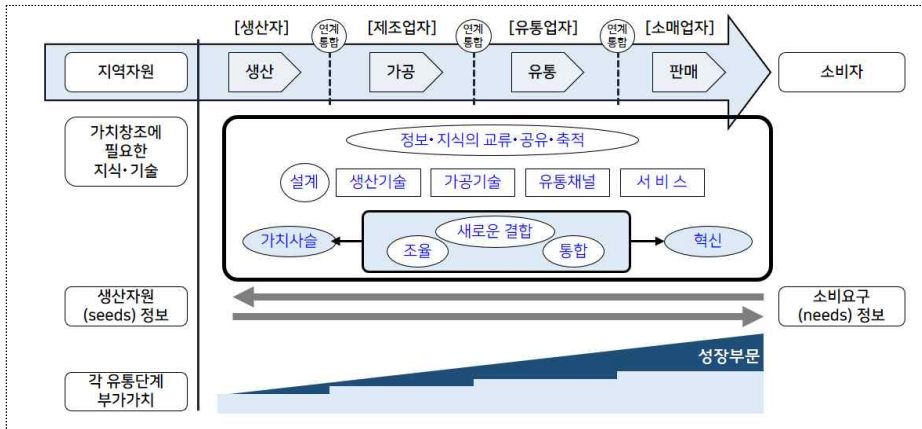 [생산자]
연계
통합
[제조업자]
연계
통합
[유통업자]
연계
통합
[소매업자]
지역자원
생산
가공
유통
판매
소비자
가치창조에
필요한
지식·기술
정보·지식의 교류·공유·축적
설계
생산기술
가공기술
유통채널
서 비 스
가치사슬
조율
새로운 결합
통합
혁신
생산자원
(seeds) 정보
소비요구
(needs) 정보
성장부문
각 유통단계
부가가치